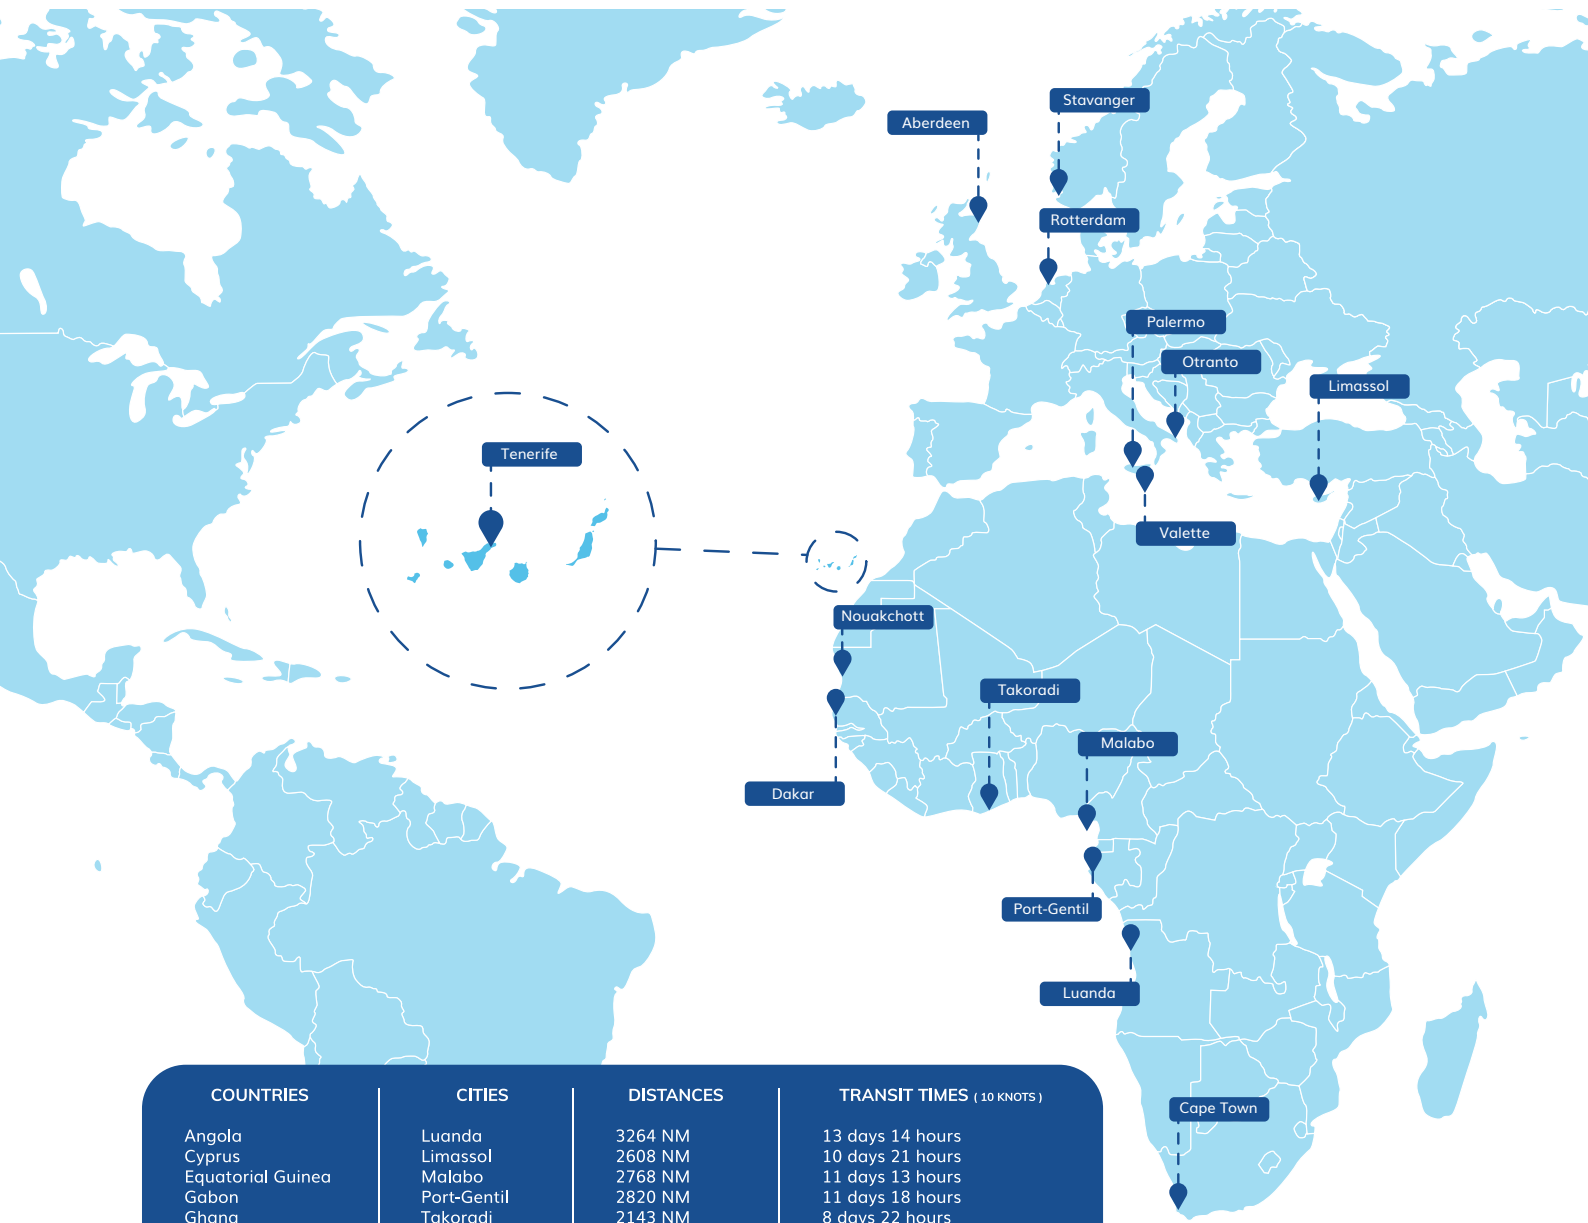 Stavanger
Aberdeen
Rotterdam
Palermo
Otranto
Limassol
Tenerife
Valette
Nouakchott
Takoradi
Malabo
Dakar
Port-Gentil
Luanda
Cape Town
COUNTRIES CITIES DISTANCES TRANSIT TIMES ( 10 KNOTS )
Angola Luanda 3264 NM 13 days 14 hours
Cyprus Limassol 2608 NM 10 days 21 hours
Equatorial Guinea Malabo 2768 NM 11 days 13 hours
Gabon Port-Gentil 2820 NM 11 days 18 hours
Ghana Takoradi 2143 NM 8 days 22 hours